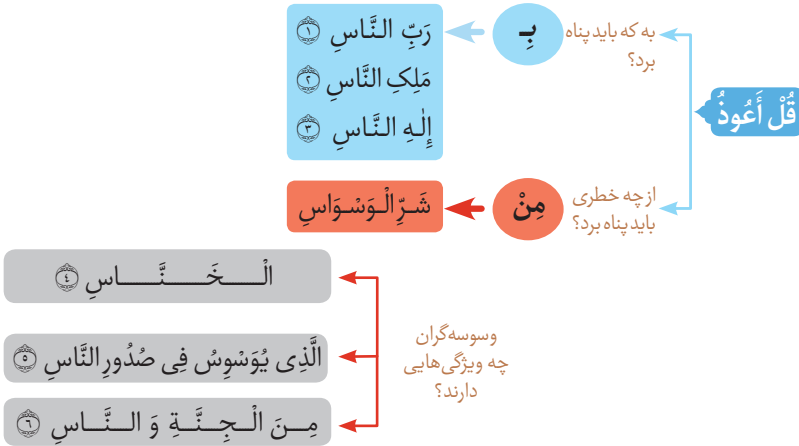 قُلْ أَعُوذُ
به که باید پناه
برد؟
بِـ
رَبِّ النَّاسِ ﴿١﴾
مَلِکِ النَّاسِ ﴿٢﴾
إِلٰهِ النَّاسِ ﴿٣﴾
از چه خطری
باید پناه برد؟
مِنْ
شَرِّ الْوَسْوَاسِ
وسوسه‌گران
چه ویژگی‌هایی
دارند؟
الْخَنَّاسِ ﴿٤﴾
الَّذِی یُوَسْوِسُ فِی صُدُورِ النَّاسِ ﴿٥﴾
مِنَ الْجِنَّةِ وَ النَّاسِ ﴿٦﴾